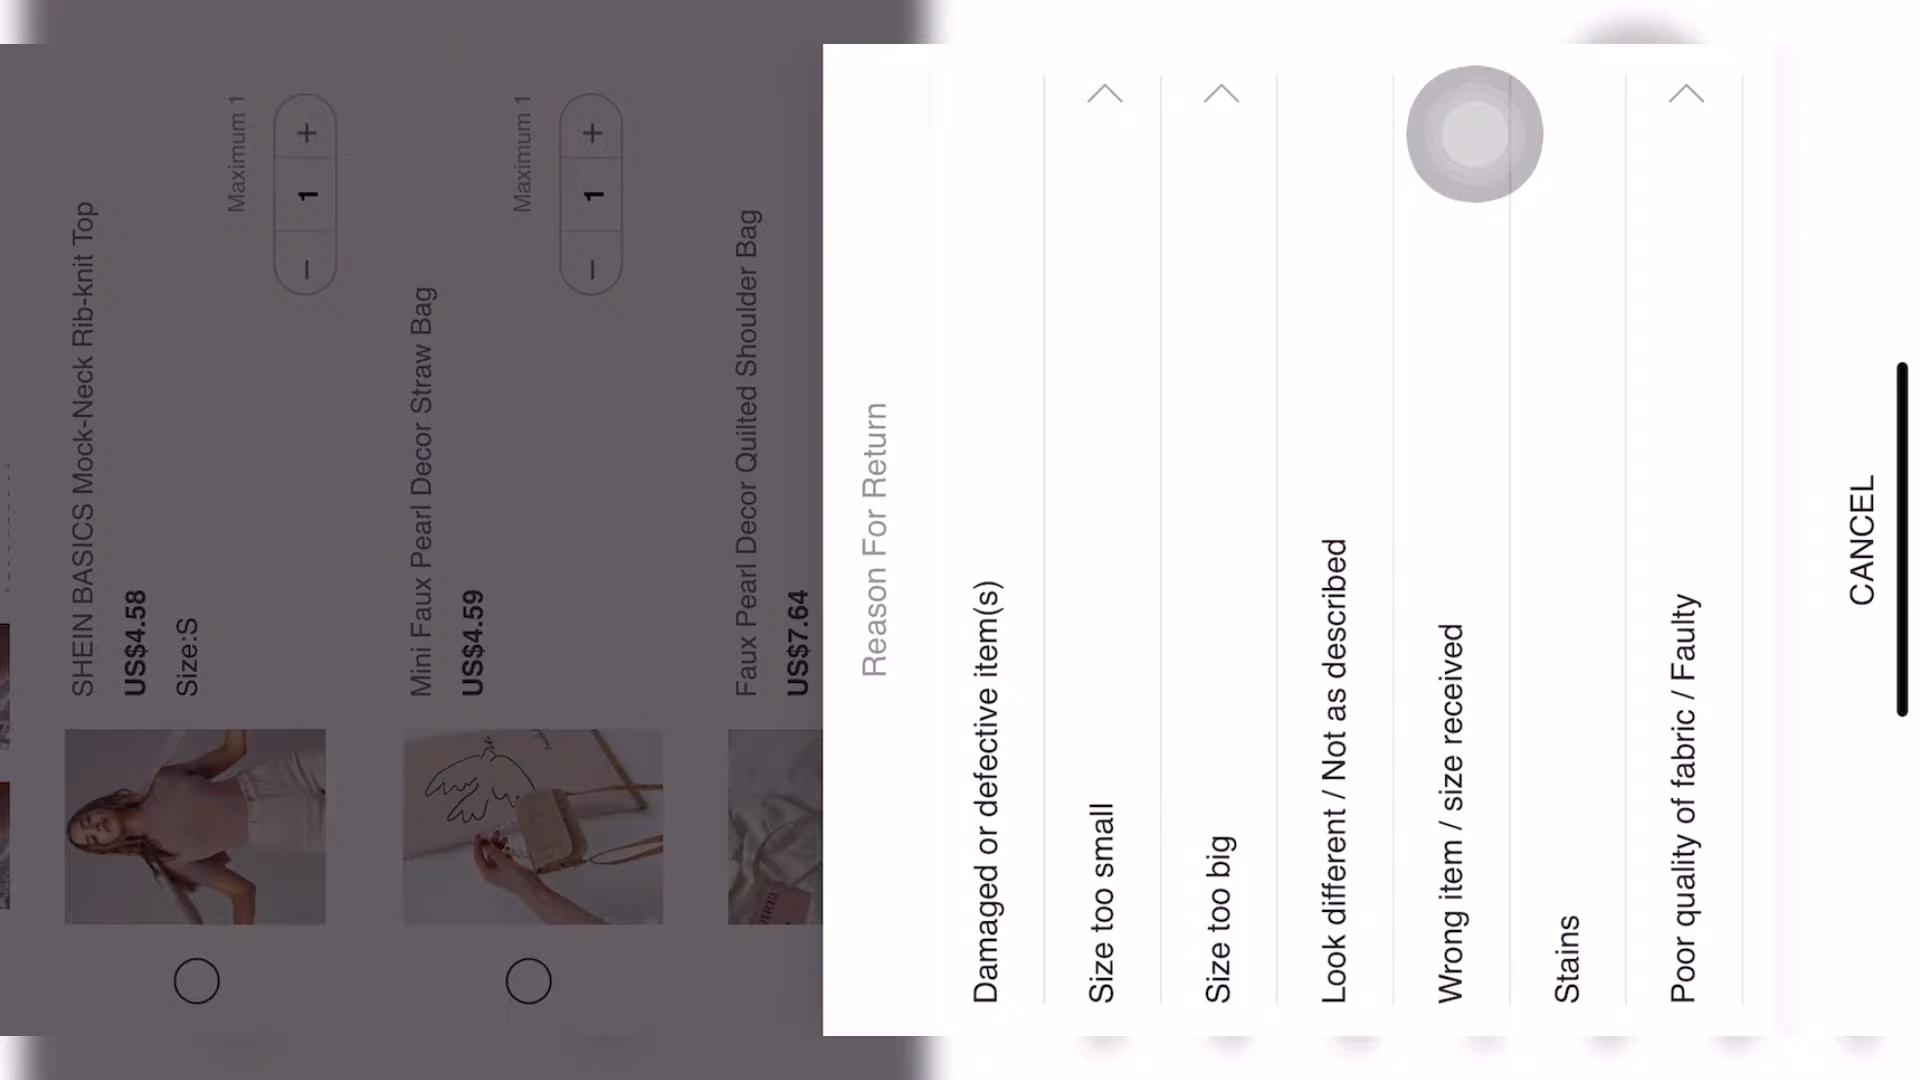 SHEIN BASICS Mock-Neck Rib-knit Top
US$4.58
Size:S
Maximum 1
− 1 +
Mini Faux Pearl Decor Straw Bag
US$4.59
Maximum 1
− 1 +
Faux Pearl Decor Quilted Shoulder Bag
US$7.64
Reason For Return
Damaged or defective item(s)
Size too small
Size too big
Look different / Not as described
Wrong item / size received
Stains
Poor quality of fabric / Faulty
CANCEL